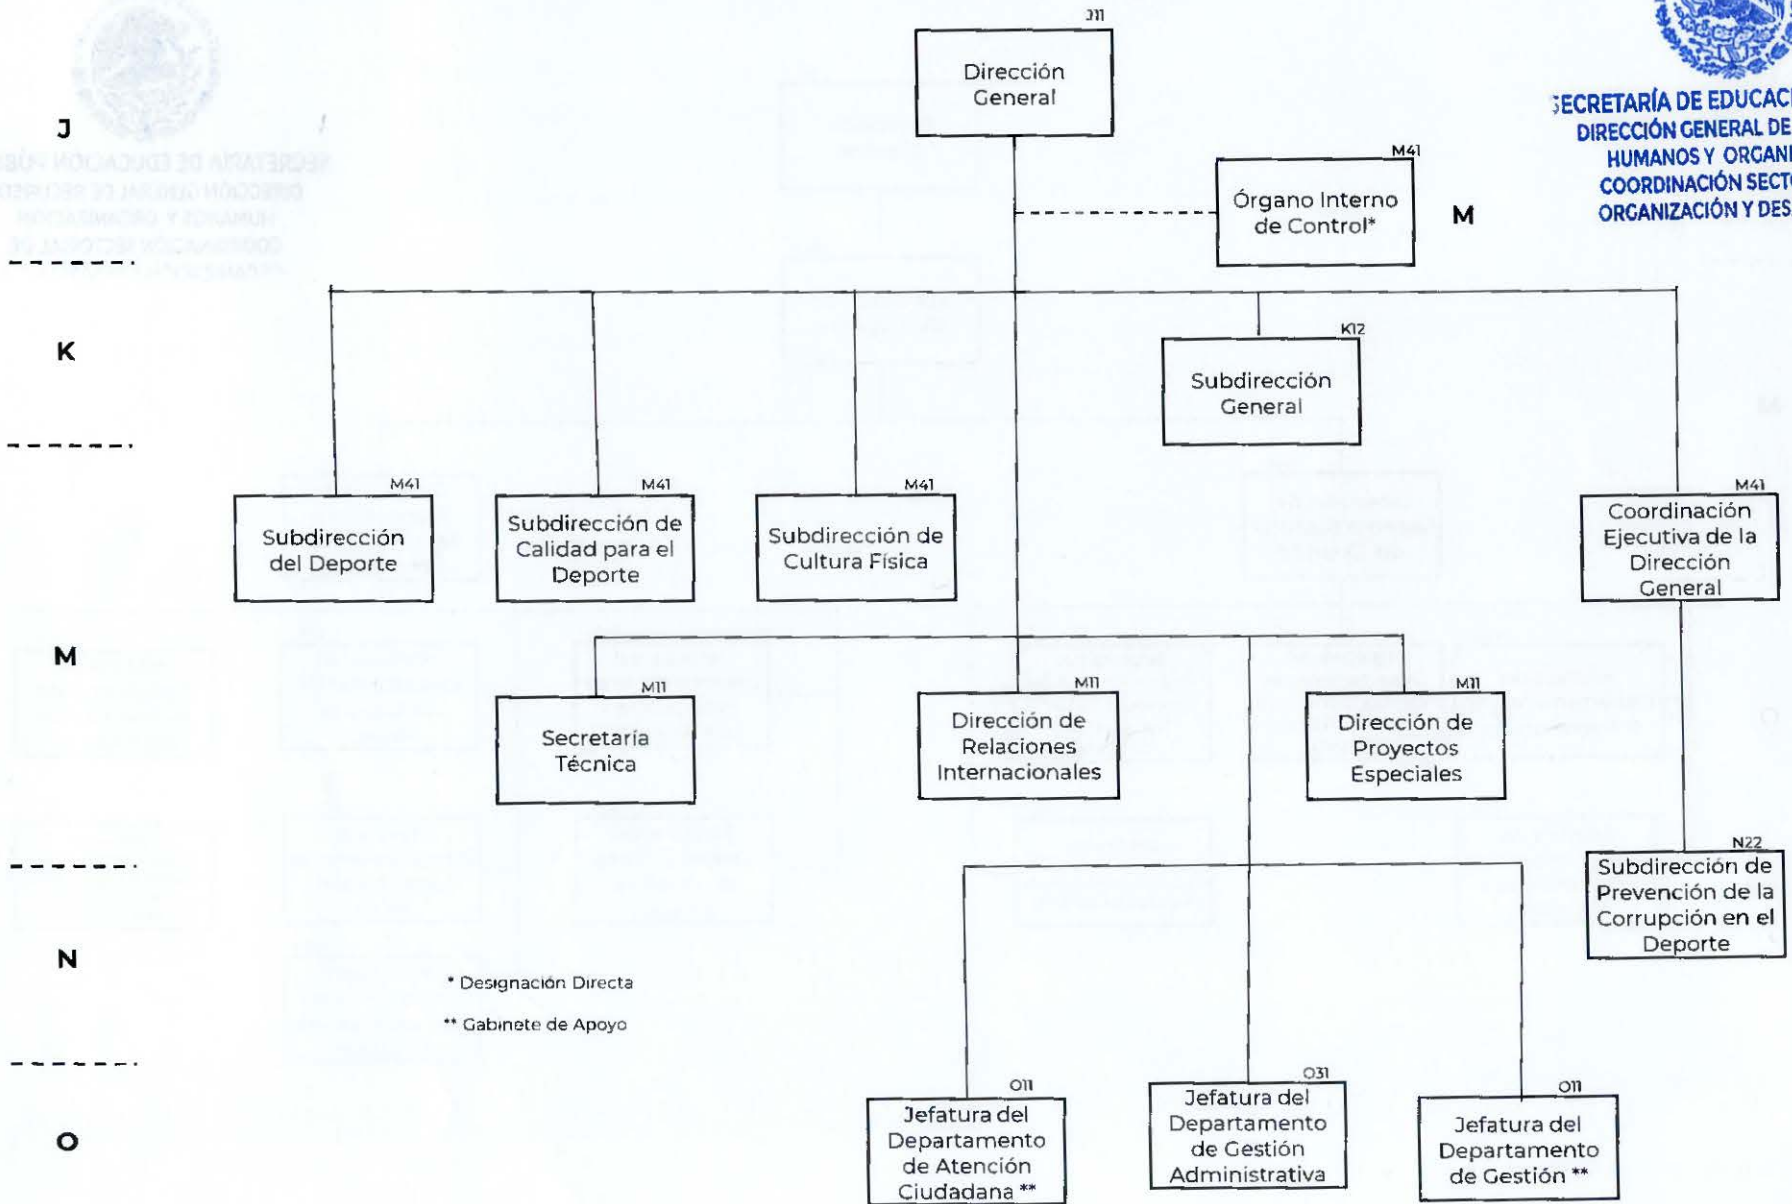 J11
Dirección
General
SECRETARÍA DE EDUCAC
DIRECCIÓN GENERAL DE
HUMANOS Y ORGANI
COORDINACIÓN SECTO
ORGANIZACIÓN Y DES
J
M41
Órgano Interno
de Control*
M
K
K12
Subdirección
General
M41
Subdirección
del Deporte
M41
Subdirección de
Calidad para el
Deporte
M41
Subdirección de
Cultura Física
M41
Coordinación
Ejecutiva de la
Dirección
General
M
M11
Secretaría
Técnica
M11
Dirección de
Relaciones
Internacionales
M11
Dirección de
Proyectos
Especiales
N22
Subdirección de
Prevención de la
Corrupción en el
Deporte
N
* Designación Directa
** Gabinete de Apoyo
O
O11
Jefatura del
Departamento
de Atención
Ciudadana **
O31
Jefatura del
Departamento
de Gestión
Administrativa
O11
Jefatura del
Departamento
de Gestión **